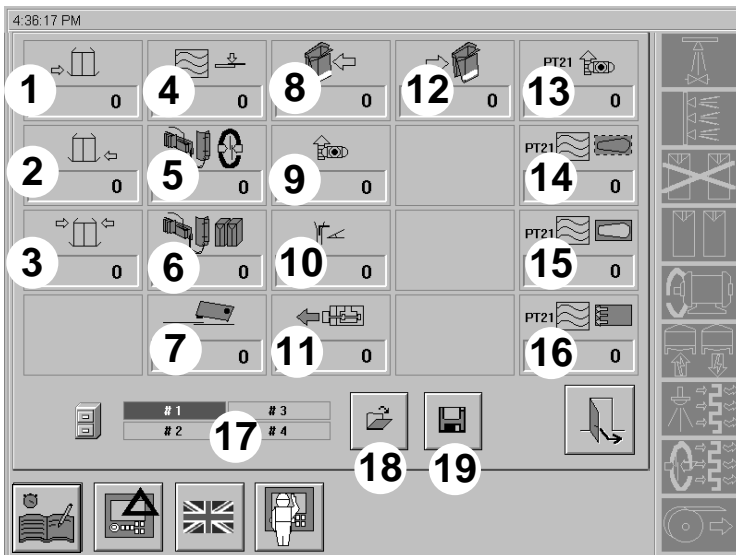 4:36:17 PM
PT21
1 4 8 12 13
0 0 0 0 0
PT21
2 5 9 14
0 0 0 0
PT21
3 6 10 15
0 0 0 0
PT21
7 11 16
0 0 0
# 1 # 3
# 2 17 # 4
18 19